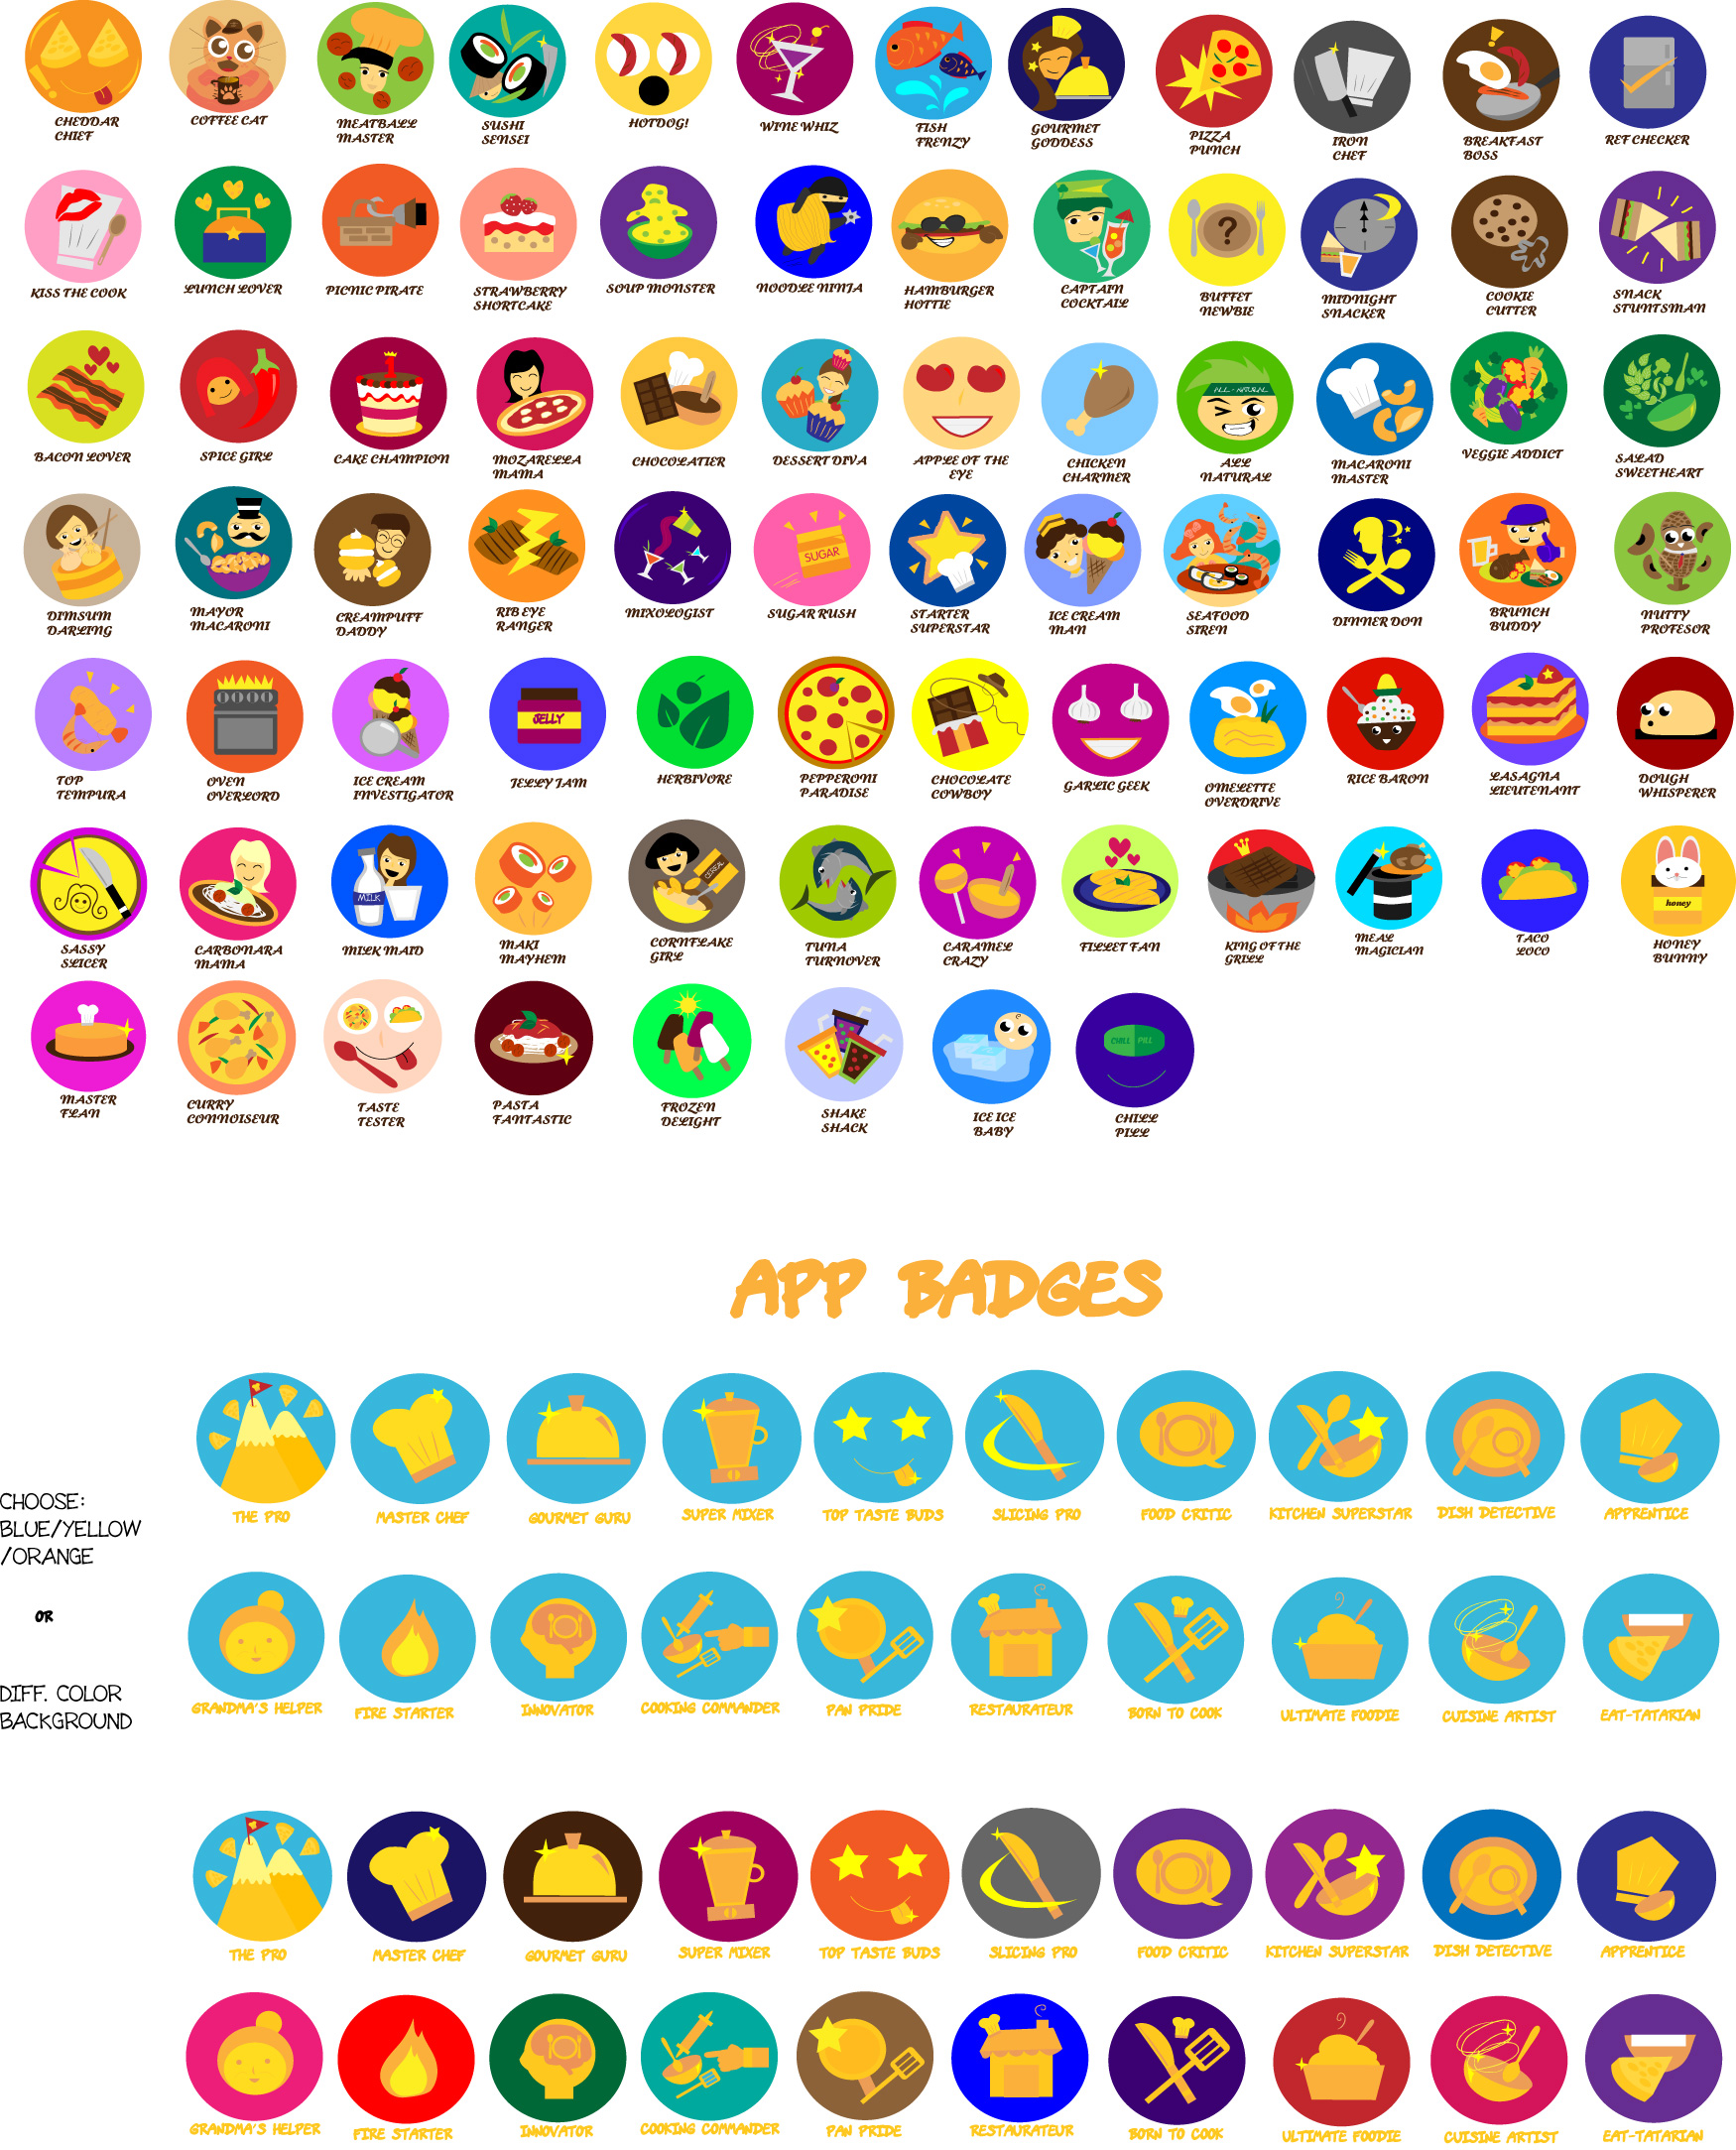 CHEDDAR
CHIEF
COFFEE CAT
MEATBALL
MASTER
SUSHI
SENSEI
HOTDOG!
WINE WHIZ
FISH
FRENZY
GOURMET
GODDESS
PIZZA
PUNCH
IRON
CHEF
BREAKFAST
BOSS
REF CHECKER
KISS THE COOK
LUNCH LOVER
PICNIC PIRATE
STRAWBERRY
SHORTCAKE
SOUP MONSTER
NOODLE NINJA
HAMBURGER
HOTTIE
CAPTAIN
COCKTAIL
?
BUFFET
NEWBIE
MIDNIGHT
SNACKER
COOKIE
CUTTER
SNACK
STUNTSMAN
BACON LOVER
SPICE GIRL
CAKE CHAMPION
MOZARELLA
MAMA
CHOCOLATIER
DESSERT DIVA
APPLE OF THE
EYE
CHICKEN
CHARMER
ALL - NATURAL
ALL
NATURAL
MACARONI
MASTER
VEGGIE ADDICT
SALAD
SWEETHEART
DIMSUM
DARLING
MAYOR
MACARONI
CREAMPUFF
DADDY
RIB EYE
RANGER
MIXOLOGIST
SUGAR
SUGAR RUSH
STARTER
SUPERSTAR
ICE CREAM
MAN
SEAFOOD
SIREN
DINNER DON
BRUNCH
BUDDY
NUTTY
PROFESOR
TOP
TEMPURA
OVEN
OVERLORD
ICE CREAM
INVESTIGATOR
JELLY
JELLY JAM
HERBIVORE
PEPPERONI
PARADISE
CHOCOLATE
COWBOY
GARLIC GEEK
OMELETTE
OVERDRIVE
RICE BARON
LASAGNA
LIEUTENANT
DOUGH
WHISPERER
SASSY
SLICER
CARBONARA
MAMA
MILK
MILK MAID
MAKI
MAYHEM
CEREAL
CORNFLAKE
GIRL
TUNA
TURNOVER
CARAMEL
CRAZY
FILLET FAN
KING OF THE
GRILL
MEAL
MAGICIAN
TACO
LOCO
honey
HONEY
BUNNY
MASTER
FLAN
CURRY
CONNOISEUR
TASTE
TESTER
PASTA
FANTASTIC
FROZEN
DELIGHT
SHAKE
SHACK
ICE ICE
BABY
CHILL PILL
CHILL
PILL
APP BADGES
THE PRO
MASTER CHEF
GOURMET GURU
SUPER MIXER
TOP TASTE BUDS
SLICING PRO
FOOD CRITIC
KITCHEN SUPERSTAR
DISH DETECTIVE
APPRENTICE
CHOOSE:
BLUE/YELLOW
/ORANGE
OR
DIFF. COLOR
BACKGROUND
GRANDMA'S HELPER
FIRE STARTER
INNOVATOR
COOKING COMMANDER
PAN PRIDE
RESTAURATEUR
BORN TO COOK
ULTIMATE FOODIE
CUISINE ARTIST
EAT-TATARIAN
THE PRO
MASTER CHEF
GOURMET GURU
SUPER MIXER
TOP TASTE BUDS
SLICING PRO
FOOD CRITIC
KITCHEN SUPERSTAR
DISH DETECTIVE
APPRENTICE
GRANDMA'S HELPER
FIRE STARTER
INNOVATOR
COOKING COMMANDER
PAN PRIDE
RESTAURATEUR
BORN TO COOK
ULTIMATE FOODIE
CUISINE ARTIST
EAT-TATARIAN